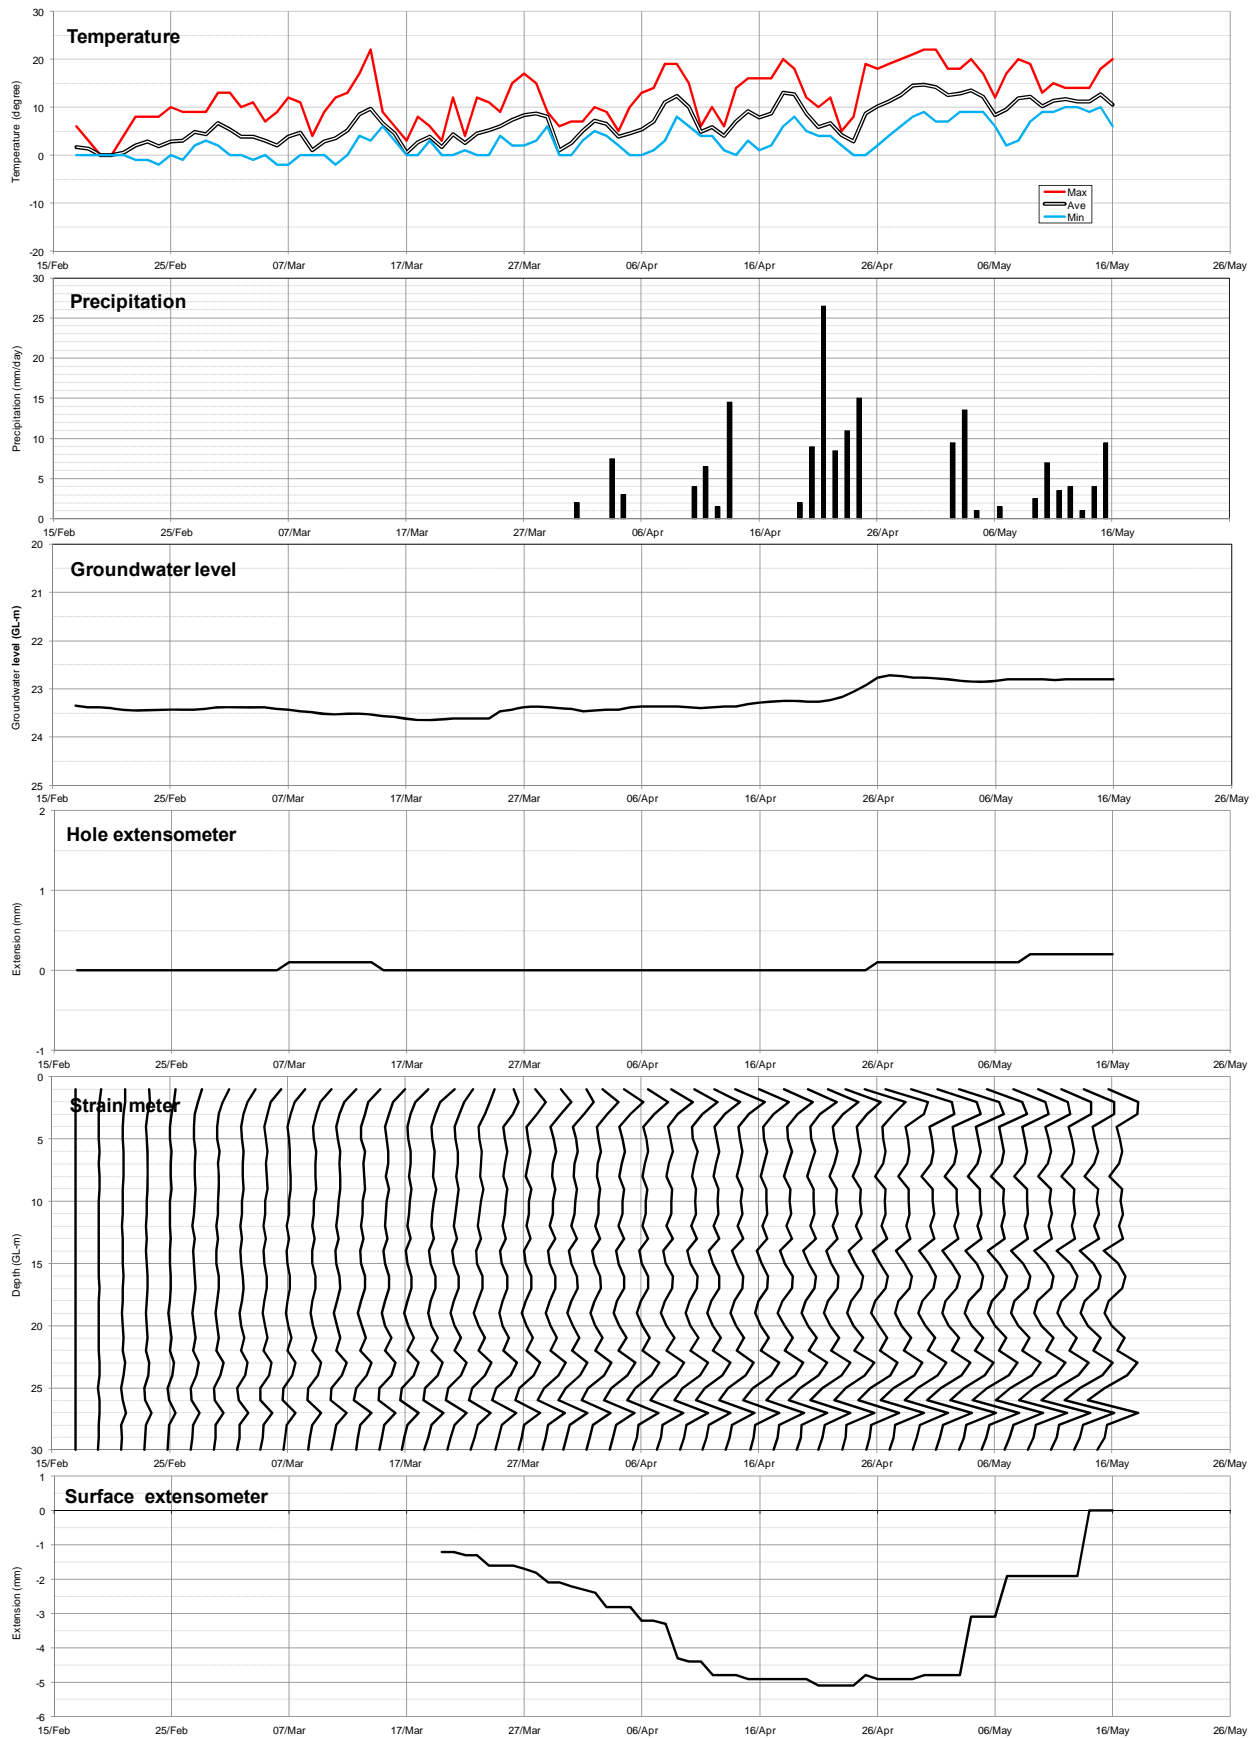 Temperature
Temperature (degree)
30
20
10
0
-10
-20
Max
Ave
Min
15/Feb 25/Feb 07/Mar 17/Mar 27/Mar 06/Apr 16/Apr 26/Apr 06/May 16/May 26/May
Precipitation
Precipitation (mm/day)
30
25
20
15
10
5
0
15/Feb 25/Feb 07/Mar 17/Mar 27/Mar 06/Apr 16/Apr 26/Apr 06/May 16/May
Groundwater level
Groundwater level (GL-m)
20
21
22
23
24
25
15/Feb 25/Feb 07/Mar 17/Mar 27/Mar 06/Apr 16/Apr 26/Apr 06/May 16/May 26/May
Hole extensometer
Extension (mm)
2
1
0
-1
15/Feb 25/Feb 07/Mar 17/Mar 27/Mar 06/Apr 16/Apr 26/Apr 06/May 16/May 26/May
Strain meter
Depth (GL-m)
0
5
10
15
20
25
30
15/Feb 25/Feb 07/Mar 17/Mar 27/Mar 06/Apr 16/Apr 26/Apr 06/May 16/May 26/May
Surface extensometer
Extension (mm)
1
0
-1
-2
-3
-4
-5
-6
15/Feb 25/Feb 07/Mar 17/Mar 27/Mar 06/Apr 16/Apr 26/Apr 06/May 16/May 26/May